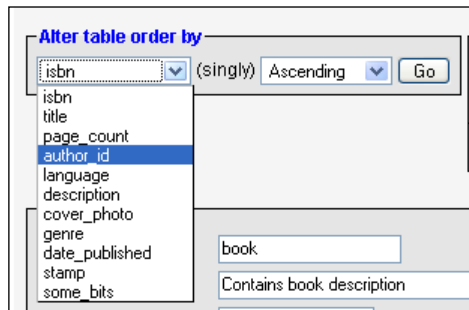 Alter table order by
isbn (singly) Ascending Go
isbn
title
page_count
author_id
language
description
cover_photo
genre
date_published
stamp
some_bits
book
Contains book description